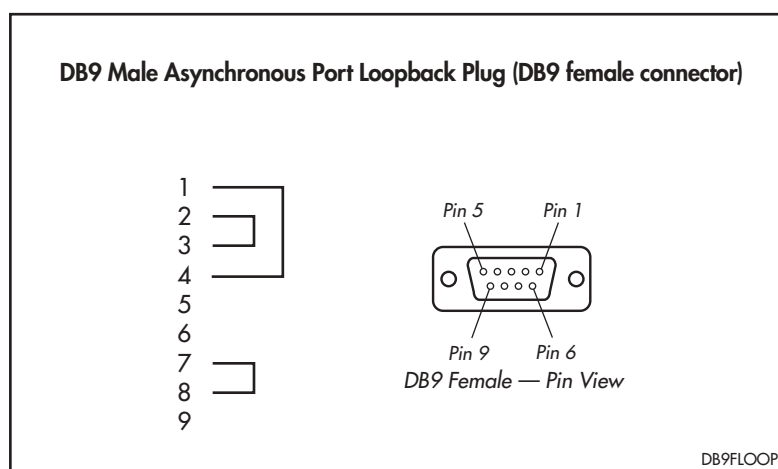 DB9 Male Asynchronous Port Loopback Plug (DB9 female connector)
1
2
3
4
5
6
7
8
9
Pin 5 Pin 1
Pin 9 Pin 6
DB9 Female — Pin View
DB9FLOOP